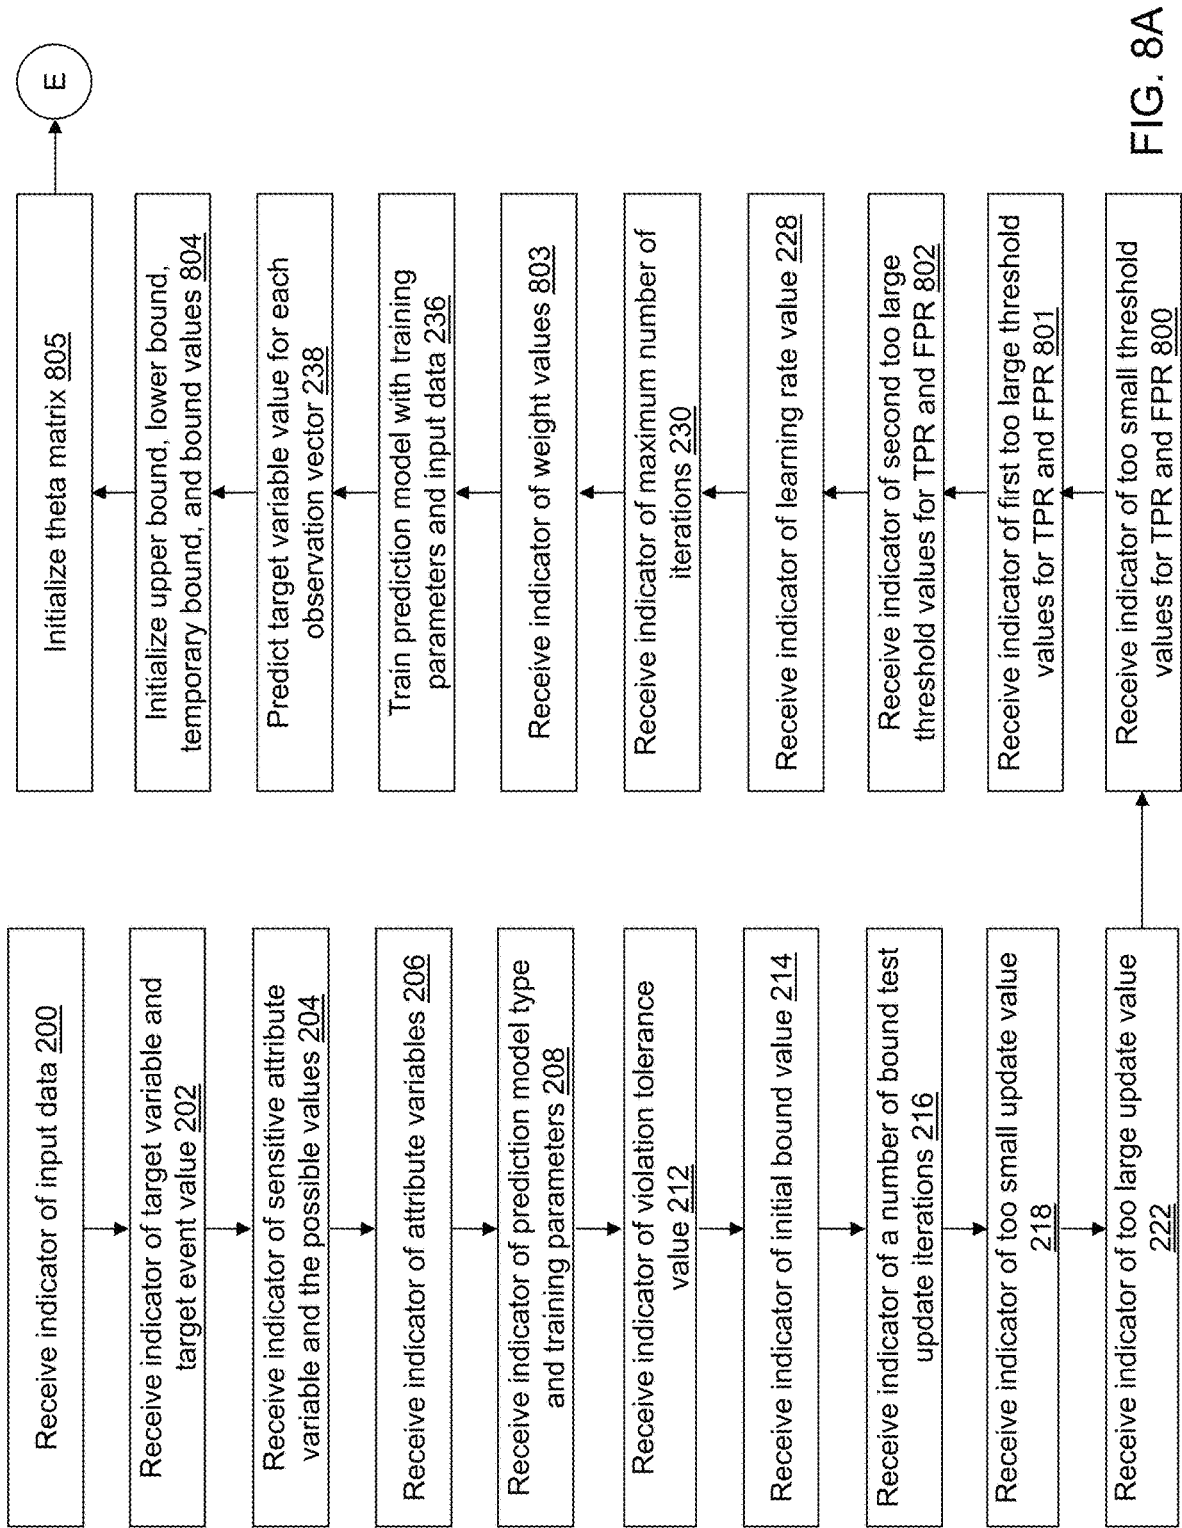 Receive indicator of input data 200
Receive indicator of target variable and
target event value 202
Receive indicator of sensitive attribute
variable and the possible values 204
Receive indicator of attribute variables 206
Receive indicator of prediction model type
and training parameters 208
Receive indicator of violation tolerance
value 212
Receive indicator of initial bound value 214
Receive indicator of a number of bound test
update iterations 216
Receive indicator of too small update value
218
Receive indicator of too large update value
222
Receive indicator of too small threshold
values for TPR and FPR 800
Receive indicator of first too large threshold
values for TPR and FPR 801
Receive indicator of second too large
threshold values for TPR and FPR 802
Receive indicator of learning rate value 228
Receive indicator of maximum number of
iterations 230
Receive indicator of weight values 803
Train prediction model with training
parameters and input data 236
Predict target variable value for each
observation vector 238
Initialize upper bound, lower bound,
temporary bound, and bound values 804
Initialize theta matrix 805
E
FIG. 8A